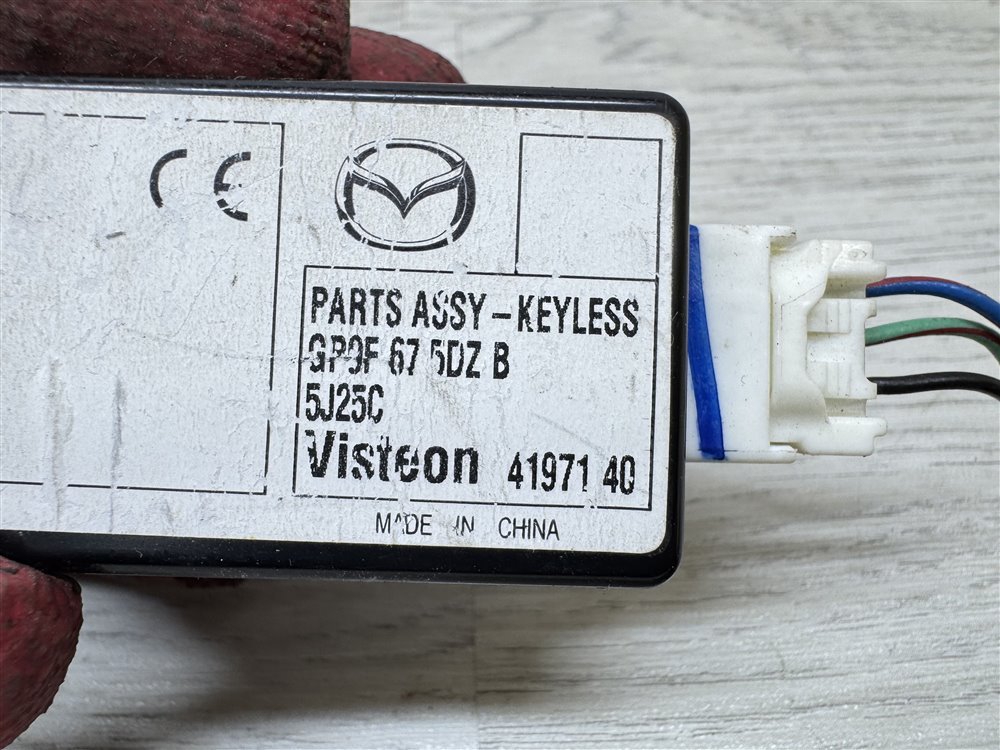 CE
PARTS ASSY - KEYLESS
GP9F 67 5DZ B
5J25C
Visteon 41971 40
MADE IN CHINA